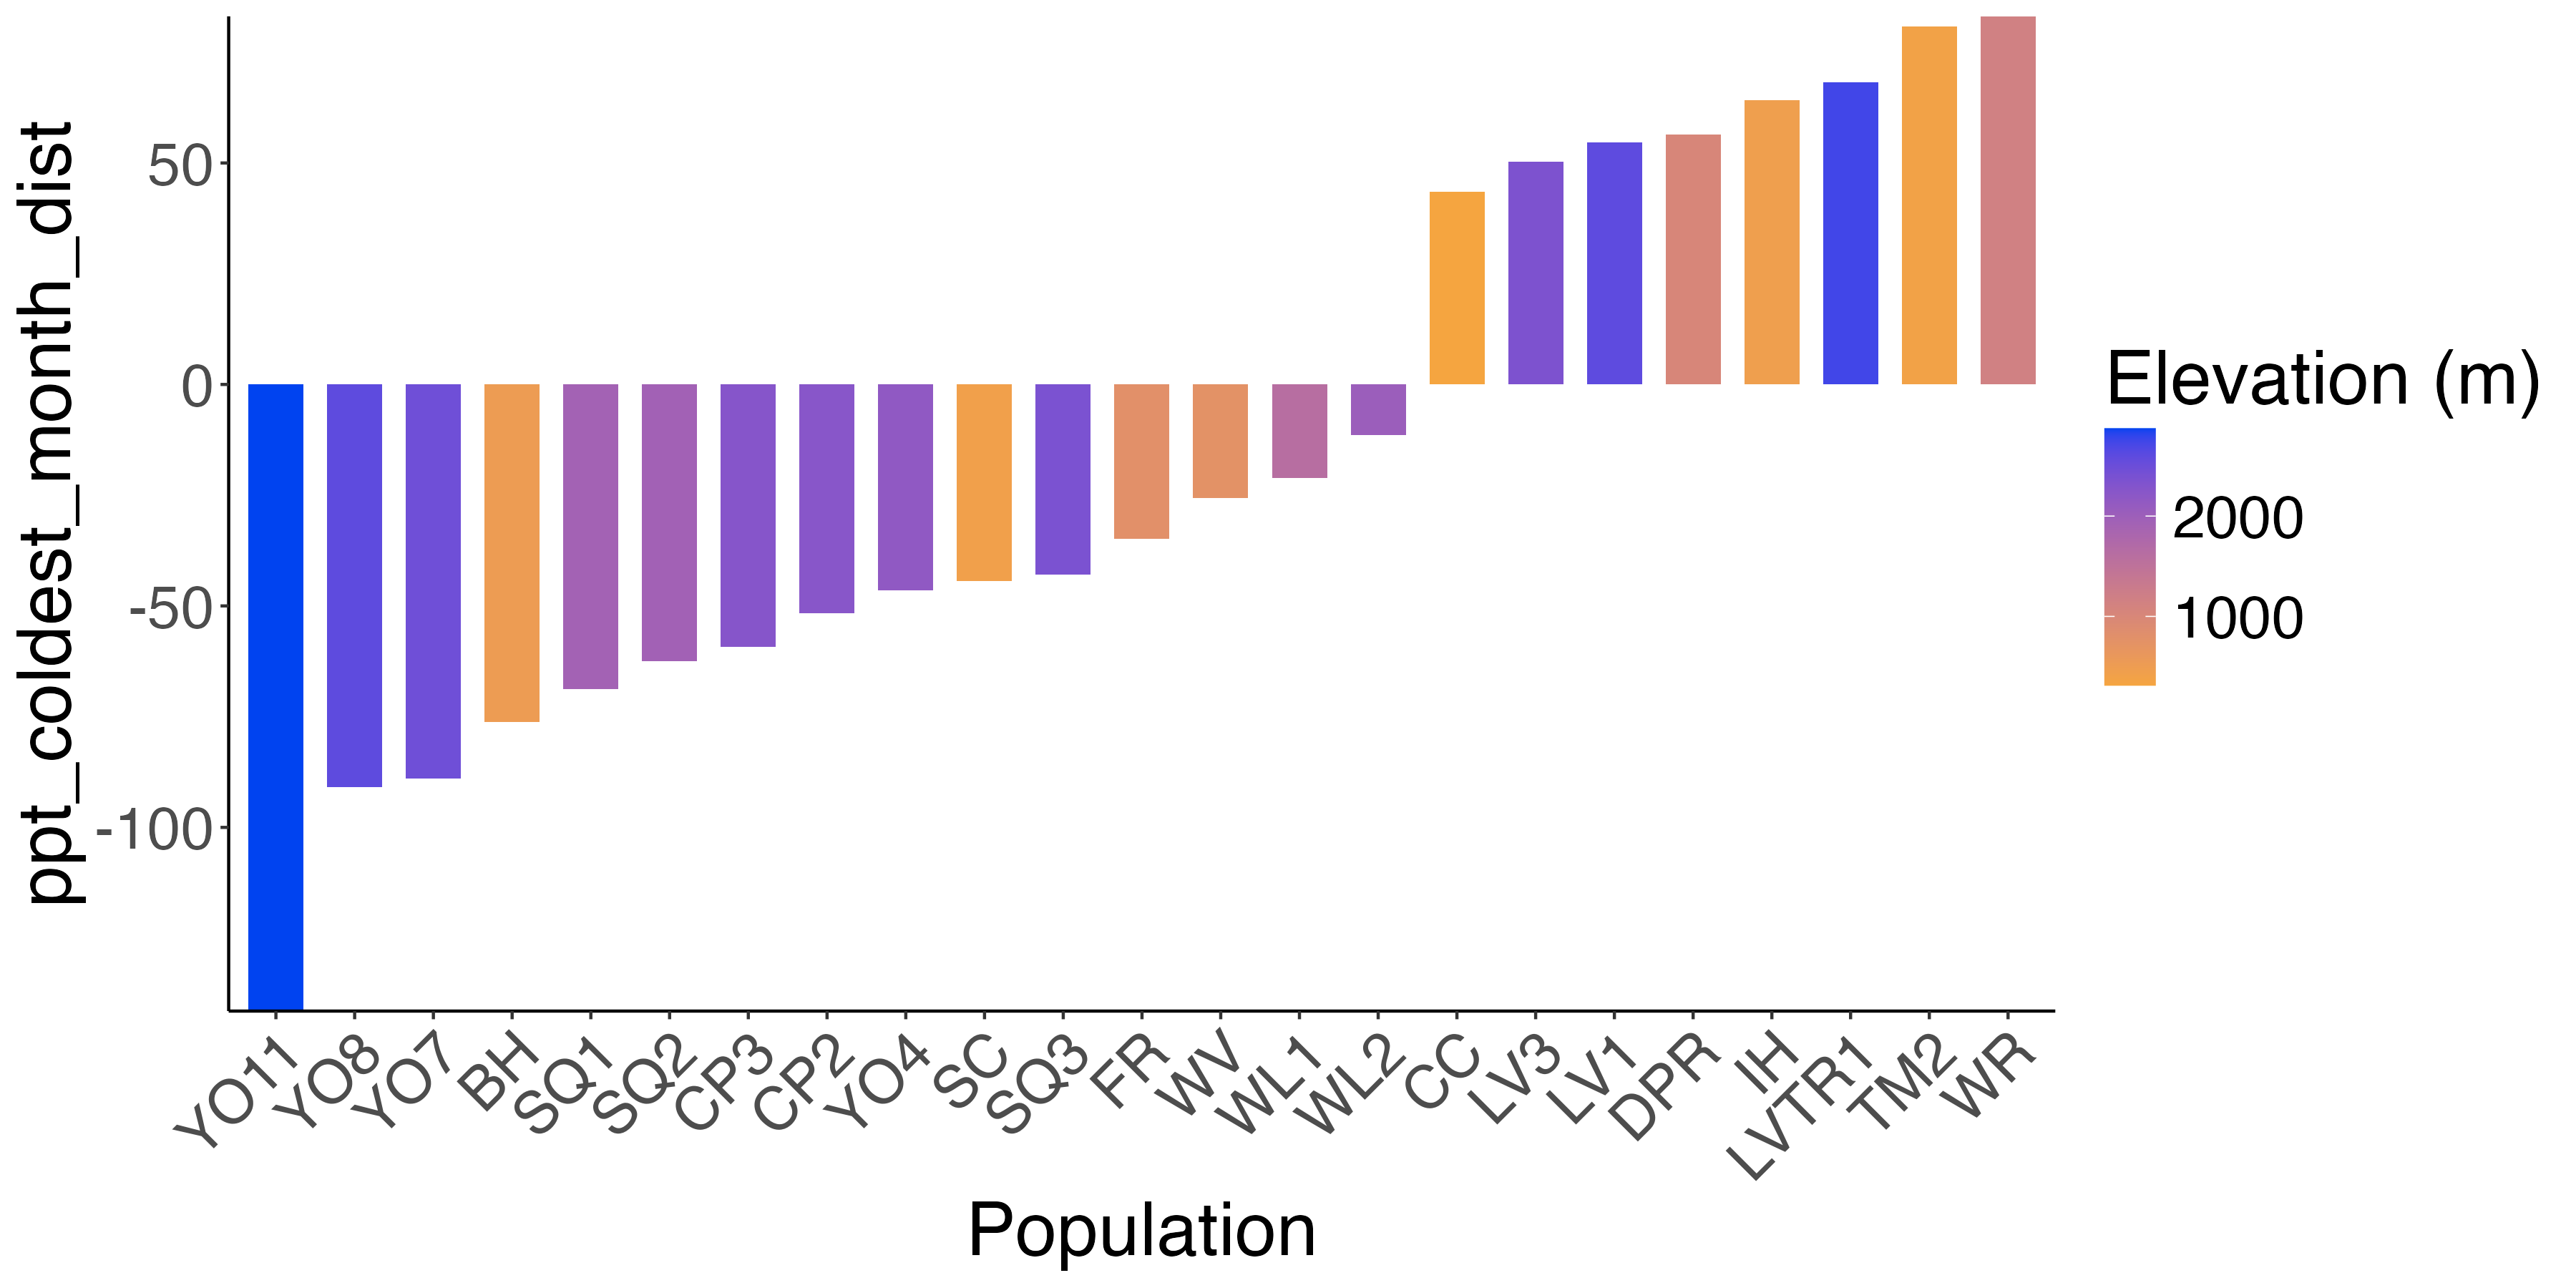 ppt_coldest_month_dist
50
0
-50
-100
YO11
YO8
YO7
BH
SQ1
SQ2
CP3
CP2
YO4
SC
SQ3
FR
WV
WL1
WL2
CC
LV3
LV1
DPR
IH
LVTR1
TM2
WR
Population
Elevation (m)
2000
1000